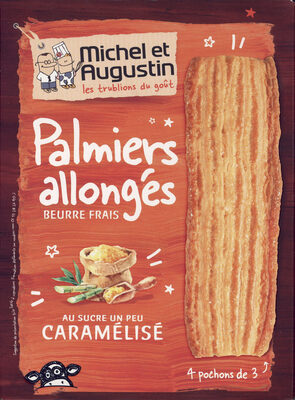 Michel et
Augustin
les trublions du goût
Palmiers
allongés
BEURRE FRAIS
AU SUCRE UN PEU
CARAMÉLISÉ
4 pochons de 3